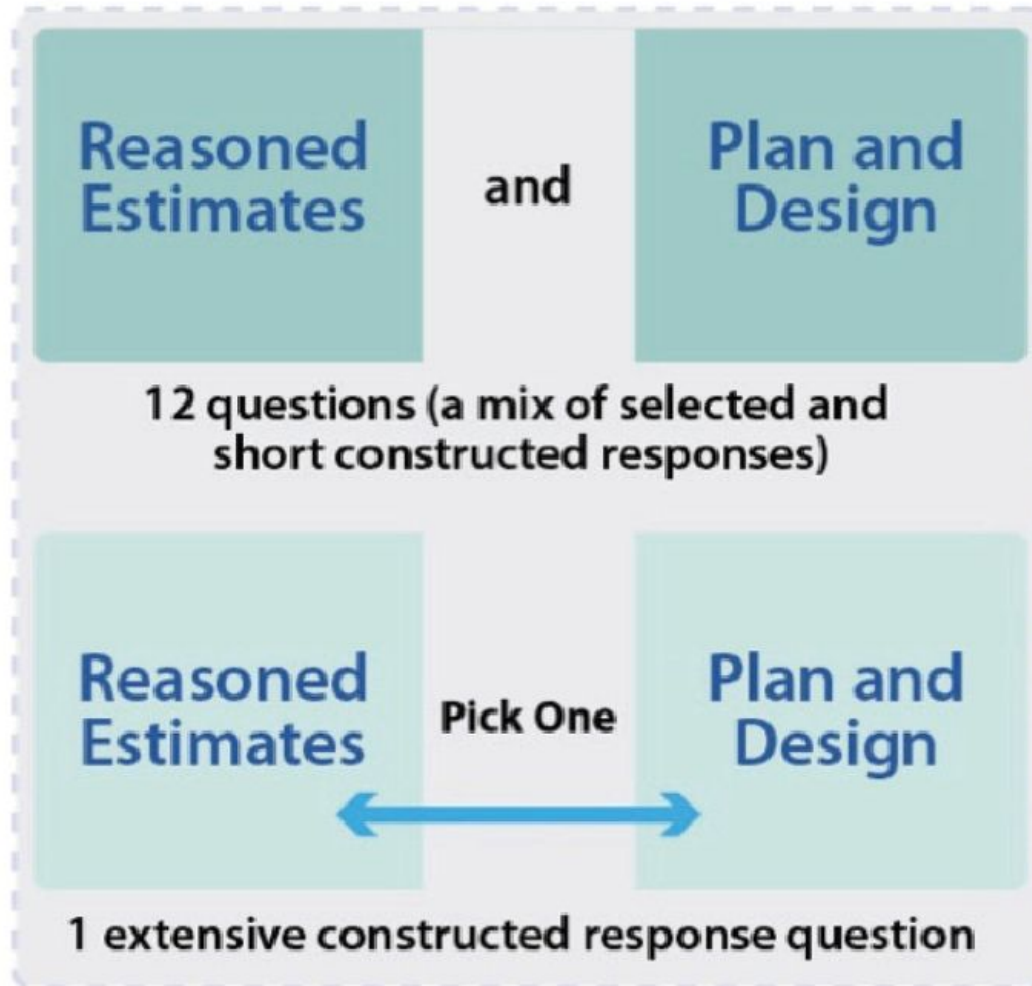 Reasoned
Estimates
and
Plan and
Design
12 questions (a mix of selected and
short constructed responses)
Reasoned
Estimates
Pick One
Plan and
Design
1 extensive constructed response question